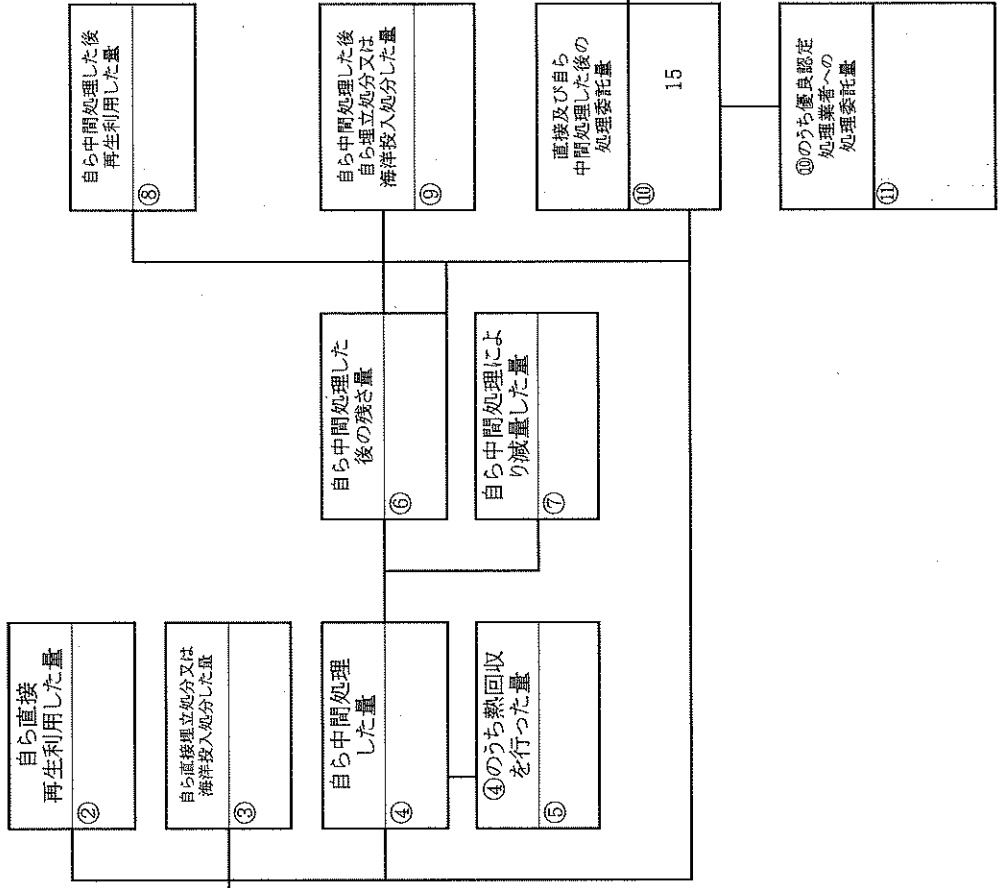 自ら直接
再生利用した量
②
自ら直接埋立処分又は
海洋投入処分した量
③
自ら中間処理
した量
④
④のうち熱回収
を行った量
⑤
自ら中間処理した
後の残さ量
⑥
自ら中間処理によ
り減量した量
⑦
自ら中間処理した後
再生利用した量
⑧
自ら中間処理した後
自ら埋立処分又は
海洋投入処分した量
⑨
直接及び自ら
中間処理した後の
処理委託量
⑩
15
⑩のうち優良認定
処理業者への
処理委託量
⑪